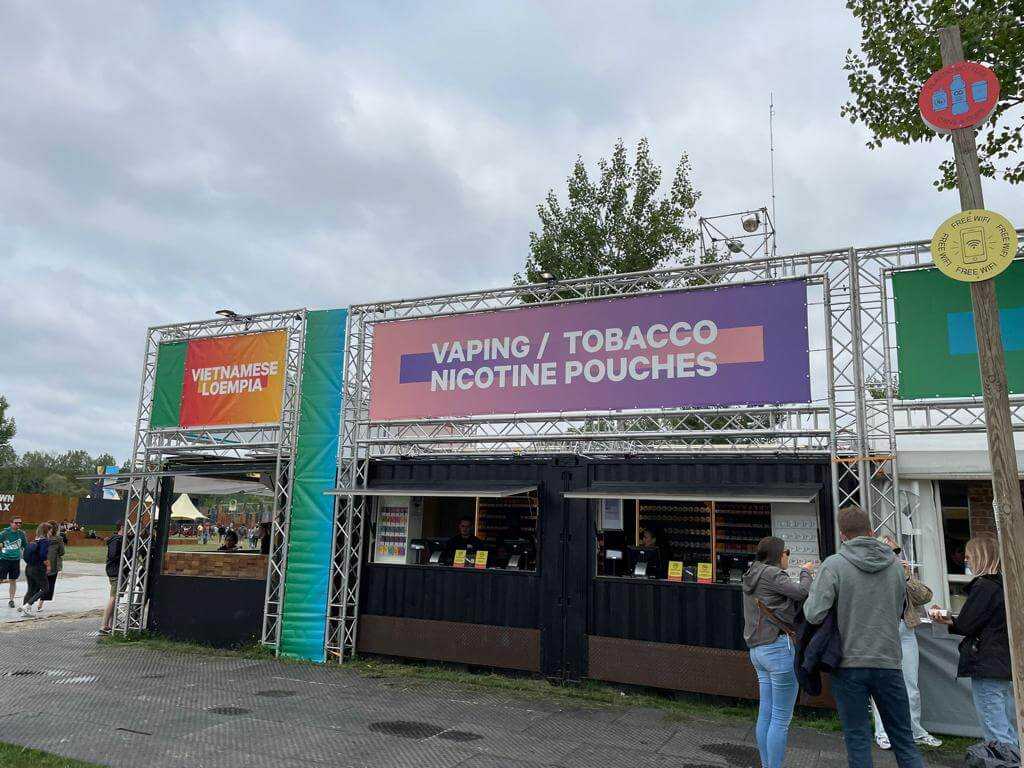 VIETNAMESE
LOEMPIA
VAPING / TOBACCO
NICOTINE POUCHES
FREE WIFI
FREE WIFI
FREE WIFI
FREE WIFI